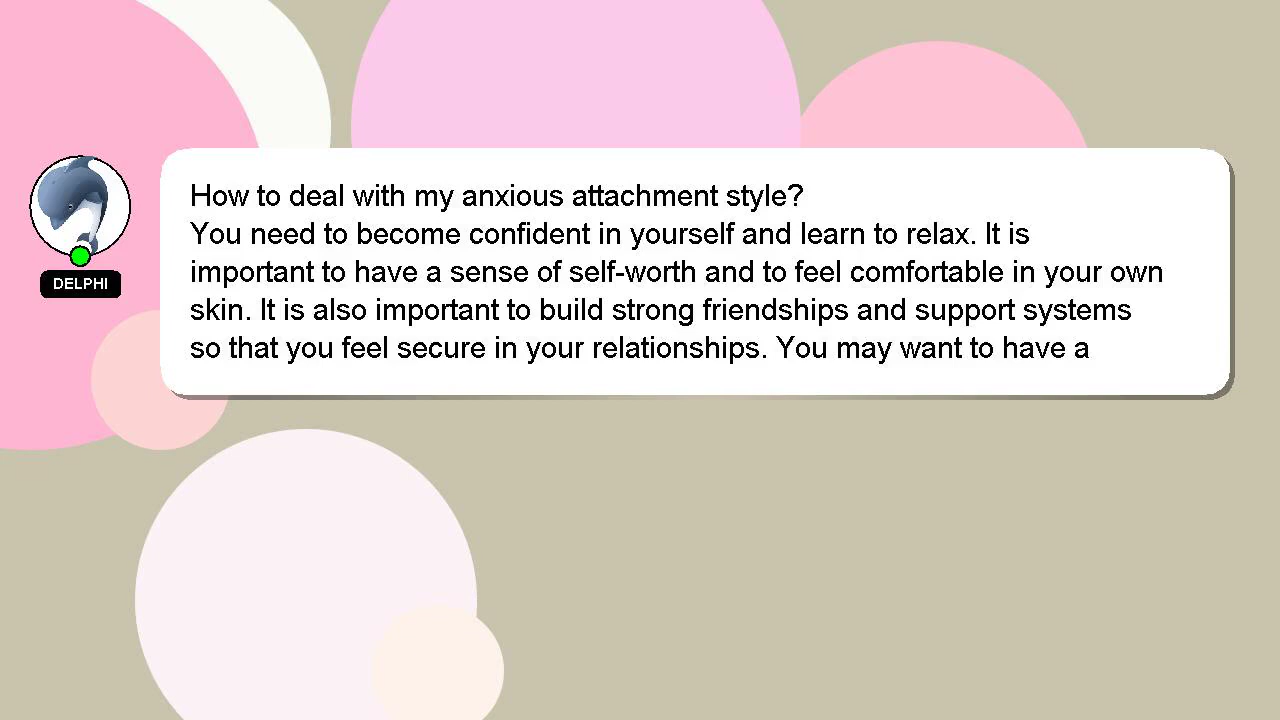 How to deal with my anxious attachment style?
You need to become confident in yourself and learn to relax. It is
important to have a sense of self-worth and to feel comfortable in your own
skin. It is also important to build strong friendships and support systems
so that you feel secure in your relationships. You may want to have a
DELPHI